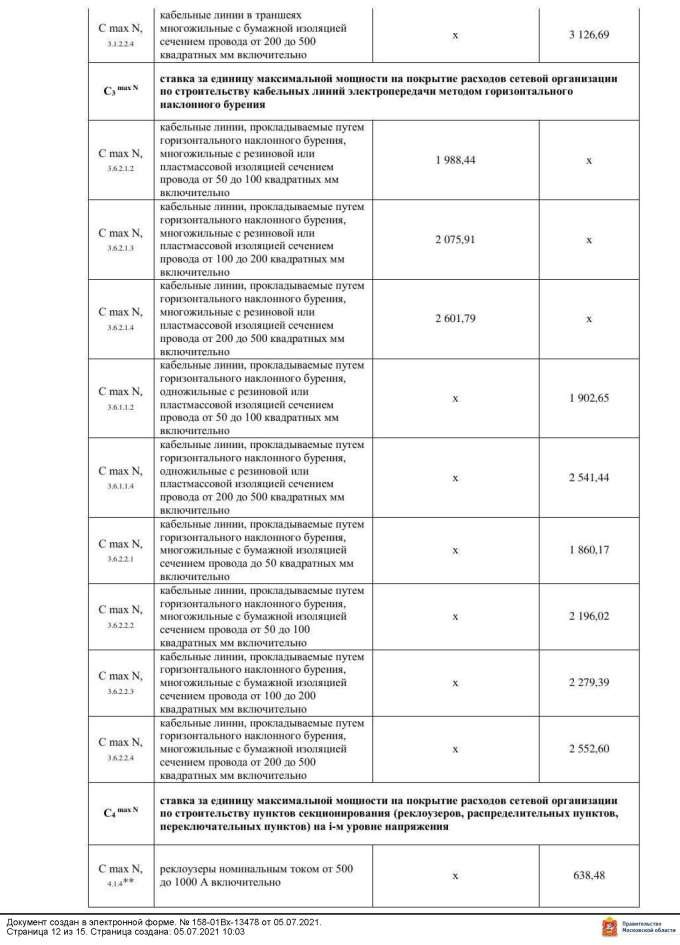 C max N,
3.1.2.2.4
кабельные линии в траншеях
многожильные с бумажной изоляцией
сечением провода от 200 до 500
квадратных мм включительно
x
3 126,69
C3 max N
ставка за единицу максимальной мощности на покрытие расходов сетевой организации
по строительству кабельных линий электропередачи методом горизонтального
наклонного бурения
C max N,
3.6.2.1.2
кабельные линии, прокладываемые путем
горизонтального наклонного бурения,
многожильные с резиновой или
пластмассовой изоляцией сечением
провода от 50 до 100 квадратных мм
включительно
1 988,44
x
C max N,
3.6.2.1.3
кабельные линии, прокладываемые путем
горизонтального наклонного бурения,
многожильные с резиновой или
пластмассовой изоляцией сечением
провода от 100 до 200 квадратных мм
включительно
2 075,91
x
C max N,
3.6.2.1.4
кабельные линии, прокладываемые путем
горизонтального наклонного бурения,
многожильные с резиновой или
пластмассовой изоляцией сечением
провода от 200 до 500 квадратных мм
включительно
2 601,79
x
C max N,
3.6.1.1.2
кабельные линии, прокладываемые путем
горизонтального наклонного бурения,
одножильные с резиновой или
пластмассовой изоляцией сечением
провода от 50 до 100 квадратных мм
включительно
x
1 902,65
C max N,
3.6.1.1.4
кабельные линии, прокладываемые путем
горизонтального наклонного бурения,
одножильные с резиновой или
пластмассовой изоляцией сечением
провода от 200 до 500 квадратных мм
включительно
x
2 541,44
C max N,
3.6.2.2.1
кабельные линии, прокладываемые путем
горизонтального наклонного бурения,
многожильные с бумажной изоляцией
сечением провода до 50 квадратных мм
включительно
x
1 860,17
C max N,
3.6.2.2.2
кабельные линии, прокладываемые путем
горизонтального наклонного бурения,
многожильные с бумажной изоляцией
сечением провода от 50 до 100
квадратных мм включительно
x
2 196,02
C max N,
3.6.2.2.3
кабельные линии, прокладываемые путем
горизонтального наклонного бурения,
многожильные с бумажной изоляцией
сечением провода от 100 до 200
квадратных мм включительно
x
2 279,39
C max N,
3.6.2.2.4
кабельные линии, прокладываемые путем
горизонтального наклонного бурения,
многожильные с бумажной изоляцией
сечением провода от 200 до 500
квадратных мм включительно
x
2 552,60
C4 max N
ставка за единицу максимальной мощности на покрытие расходов сетевой организации
по строительству пунктов секционирования (реклоузеров, распределительных пунктов,
переключательных пунктов) на i-м уровне напряжения
C max N,
4.1.4**
реклоузеры номинальным током от 500
до 1000 А включительно
x
638,48
Документ создан в электронной форме. № 158-01Вх-13478 от 05.07.2021.
Страница 12 из 15. Страница создана: 05.07.2021 10:03
Правительство
Московской области